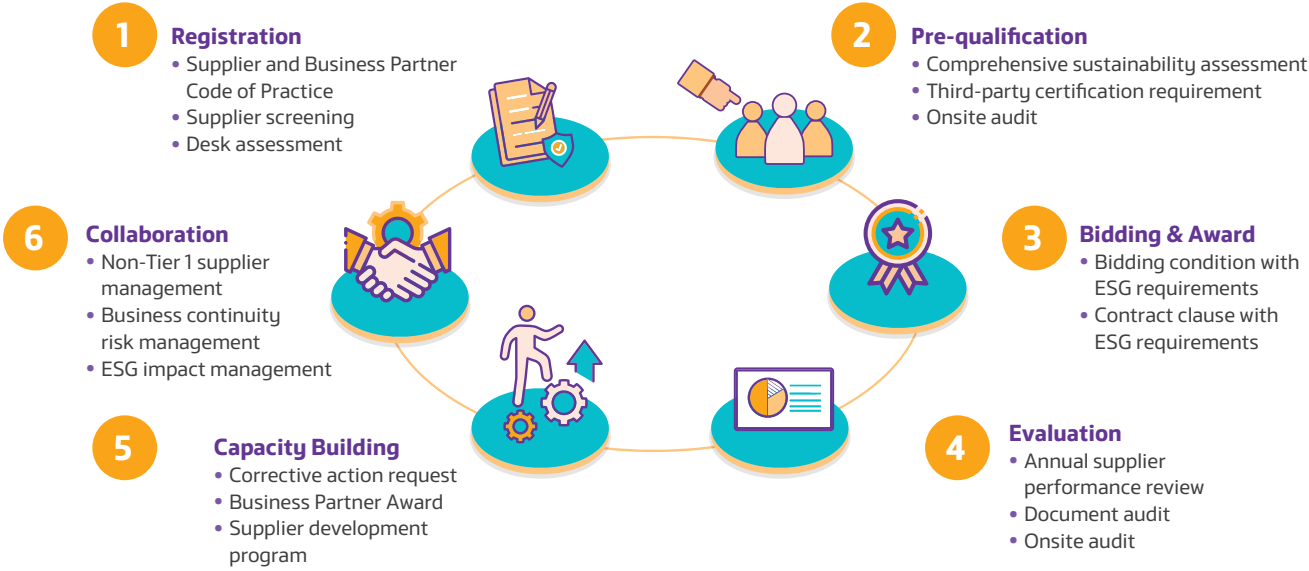 1
Registration
• Supplier and Business Partner
Code of Practice
• Supplier screening
• Desk assessment
2
Pre-qualification
• Comprehensive sustainability assessment
• Third-party certification requirement
• Onsite audit
3
Bidding & Award
• Bidding condition with
ESG requirements
• Contract clause with
ESG requirements
4
Evaluation
• Annual supplier
performance review
• Document audit
• Onsite audit
5
Capacity Building
• Corrective action request
• Business Partner Award
• Supplier development
program
6
Collaboration
• Non-Tier 1 supplier
management
• Business continuity
risk management
• ESG impact management